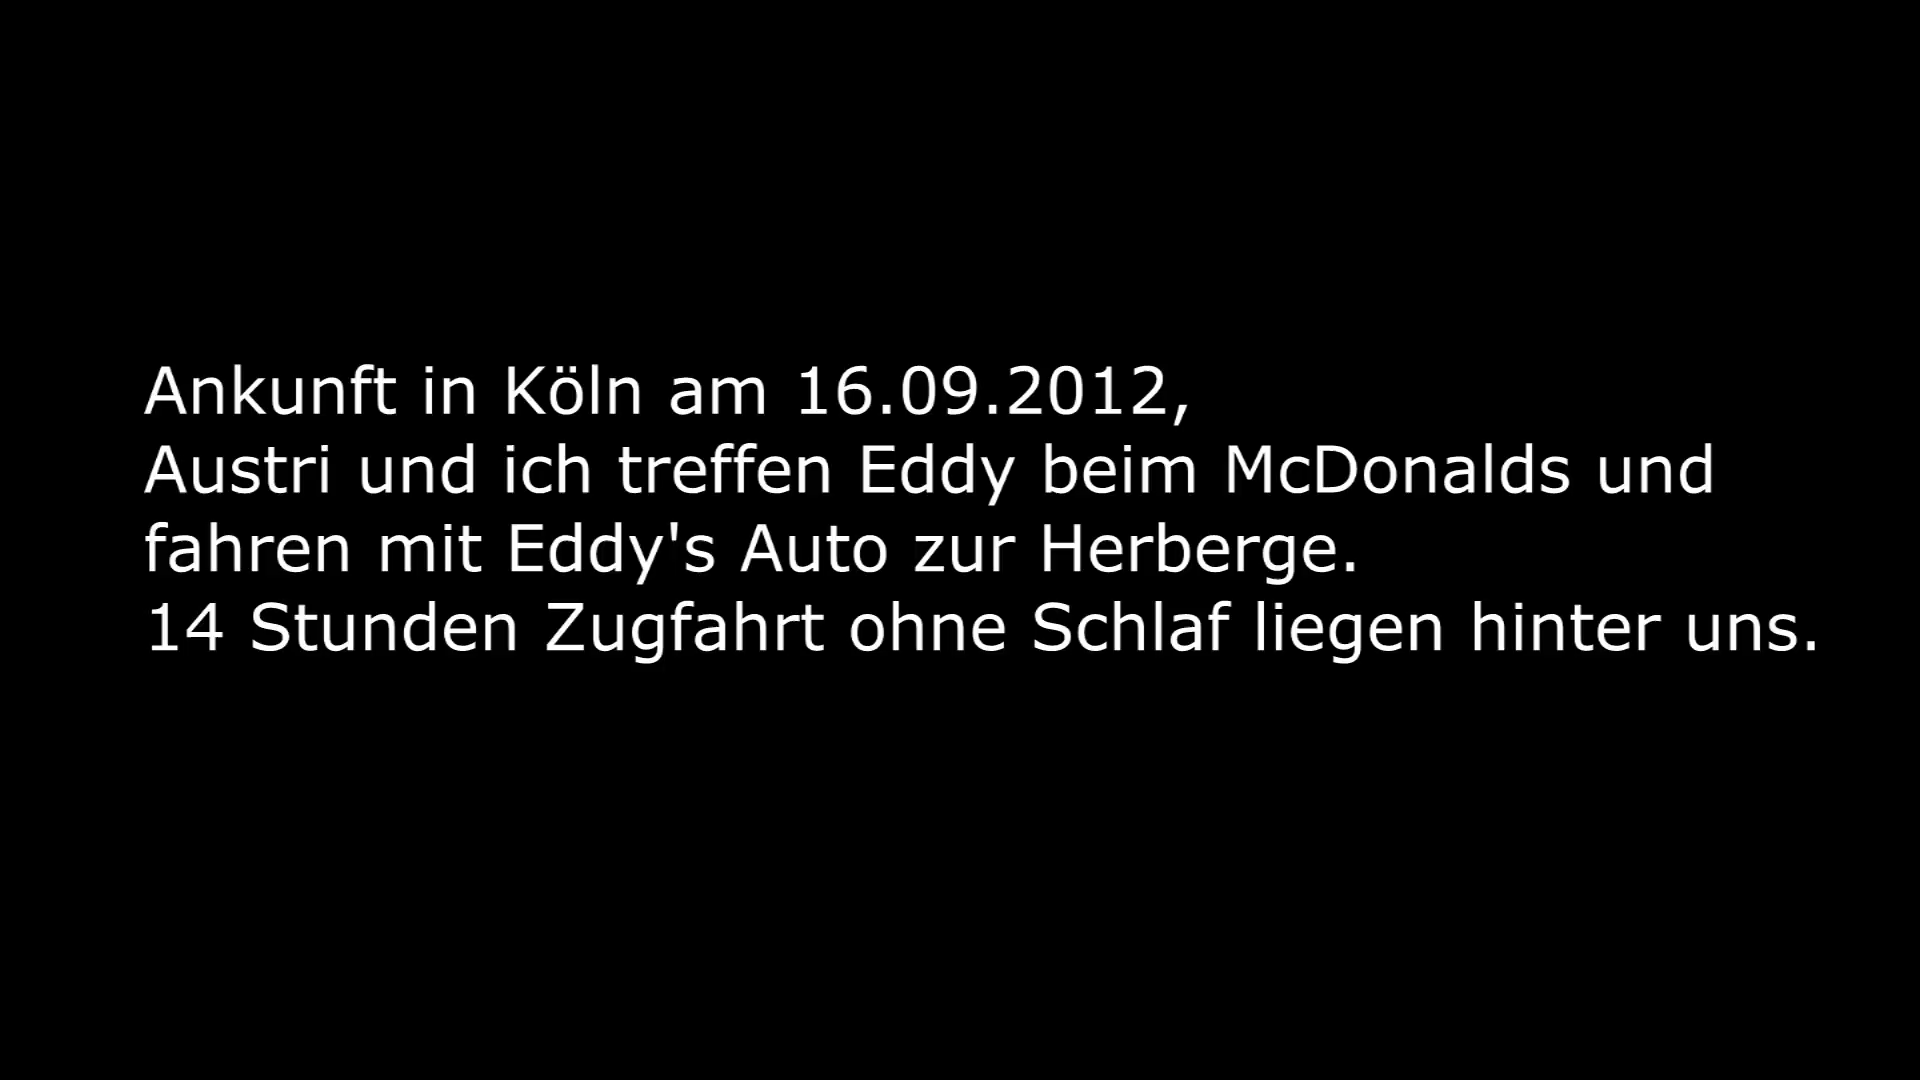 Ankunft in Köln am 16.09.2012,
Austri und ich treffen Eddy beim McDonalds und
fahren mit Eddy's Auto zur Herberge.
14 Stunden Zugfahrt ohne Schlaf liegen hinter uns.